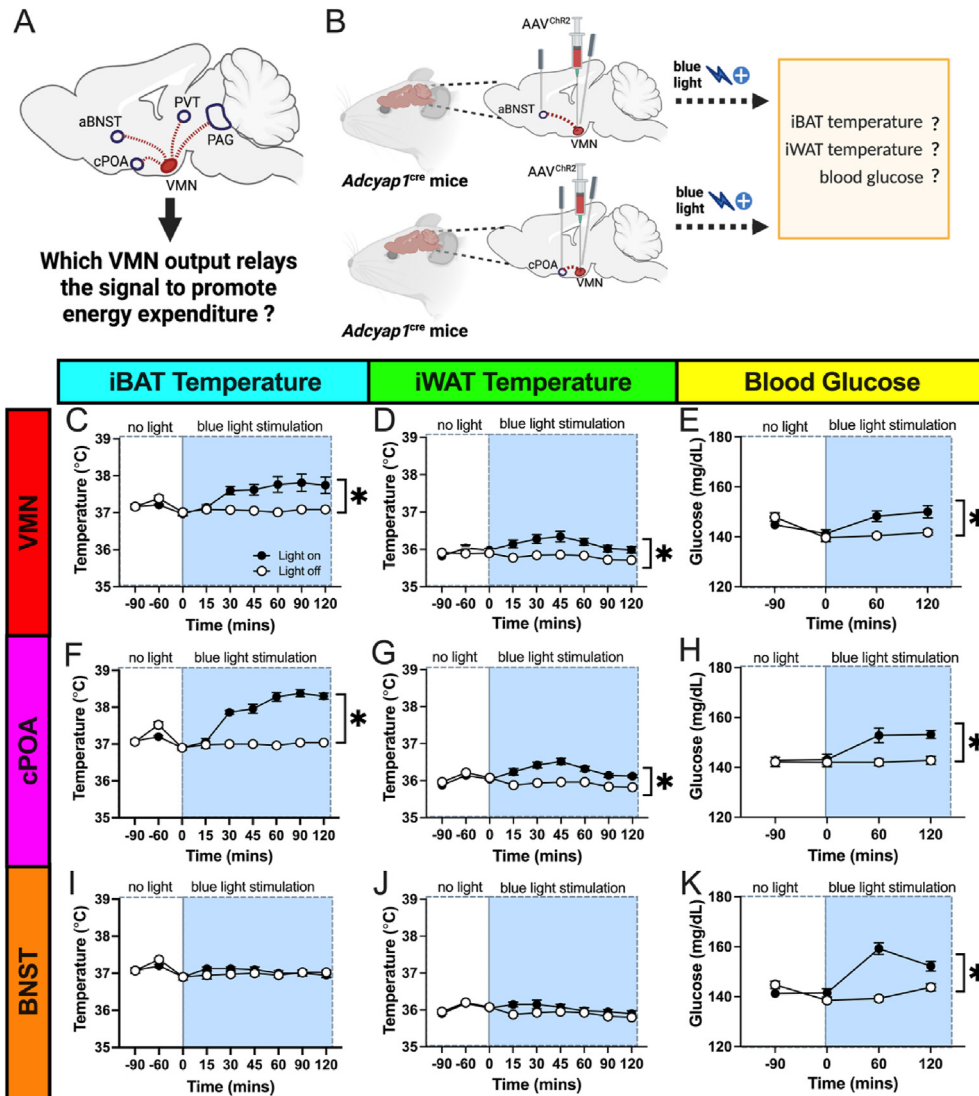 A
aBNST
PVT
PAG
cPOA
VMN
Which VMN output relays
the signal to promote
energy expenditure ?
B
AAVChR2
aBNST
VMN
Adcyap1cre mice
blue
light
AAVChR2
cPOA
VMN
Adcyap1cre mice
blue
light
iBAT temperature ?
iWAT temperature ?
blood glucose ?
iBAT Temperature
iWAT Temperature
Blood Glucose
VMN
C
no light
blue light stimulation
Temperature (°C)
39
38
37
36
35
Light on
Light off
*
-90 -60 0 15 30 45 60 90 120
Time (mins)
D
no light
blue light stimulation
Temperature (°C)
39
38
37
36
35
*
-90 -60 0 15 30 45 60 90 120
Time (mins)
E
no light
blue light stimulation
Glucose (mg/dL)
180
160
140
120
*
-90 0 60 120
Time (mins)
cPOA
F
no light
blue light stimulation
Temperature (°C)
39
38
37
36
35
*
-90 -60 0 15 30 45 60 90 120
Time (mins)
G
no light
blue light stimulation
Temperature (°C)
39
38
37
36
35
*
-90 -60 0 15 30 45 60 90 120
Time (mins)
H
no light
blue light stimulation
Glucose (mg/dL)
180
160
140
120
*
-90 0 60 120
Time (mins)
BNST
I
no light
blue light stimulation
Temperature (°C)
39
38
37
36
35
-90 -60 0 15 30 45 60 90 120
Time (mins)
J
no light
blue light stimulation
Temperature (°C)
39
38
37
36
35
-90 -60 0 15 30 45 60 90 120
Time (mins)
K
no light
blue light stimulation
Glucose (mg/dL)
180
160
140
120
*
-90 0 60 120
Time (mins)